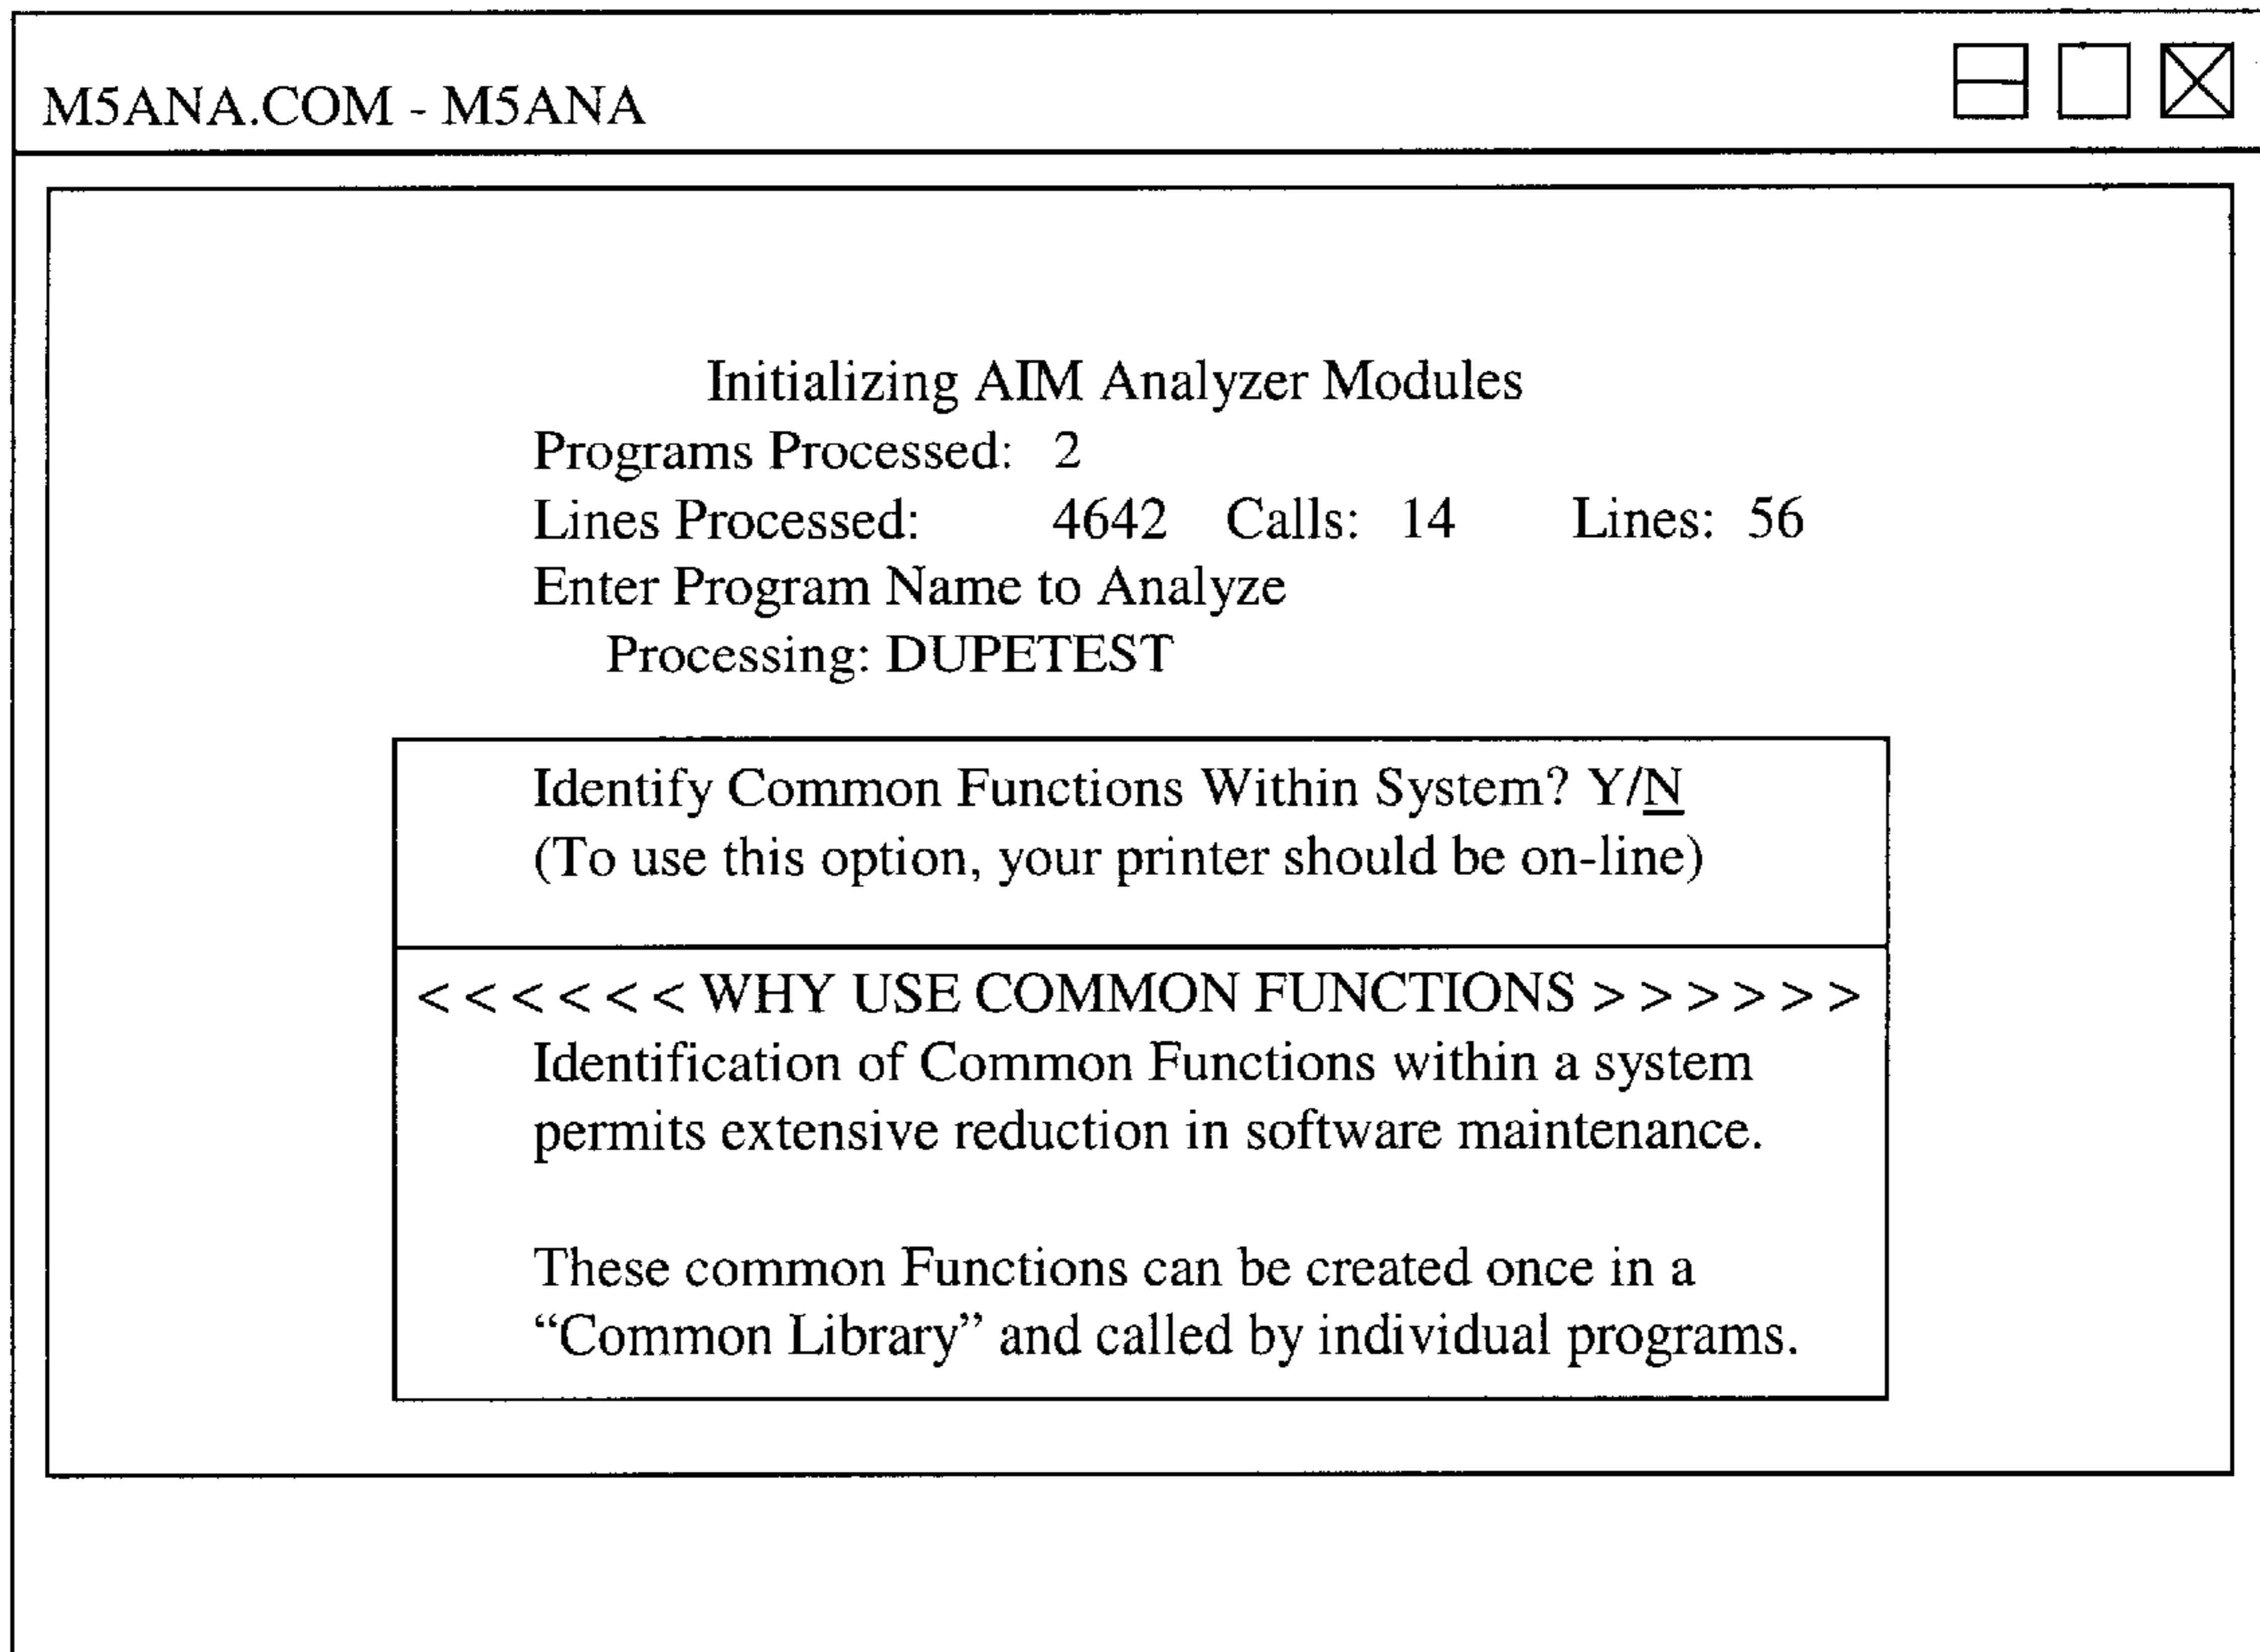 M5ANA.COM - M5ANA
Initializing AIM Analyzer Modules
Programs Processed: 2
Lines Processed: 4642 Calls: 14 Lines: 56
Enter Program Name to Analyze
Processing: DUPETEST
Identify Common Functions Within System? Y/N
(To use this option, your printer should be on-line)
< < < < < < WHY USE COMMON FUNCTIONS > > > > > >
Identification of Common Functions within a system
permits extensive reduction in software maintenance.
These common Functions can be created once in a
“Common Library” and called by individual programs.